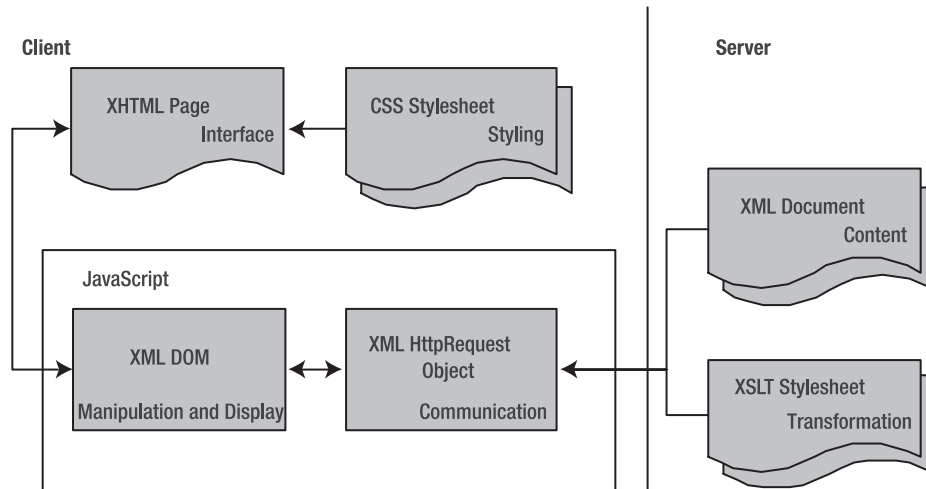 Client
Server
XHTML Page
Interface
CSS Stylesheet
Styling
XML Document
Content
JavaScript
XML DOM
Manipulation and Display
XML HttpRequest
Object
Communication
XSLT Stylesheet
Transformation